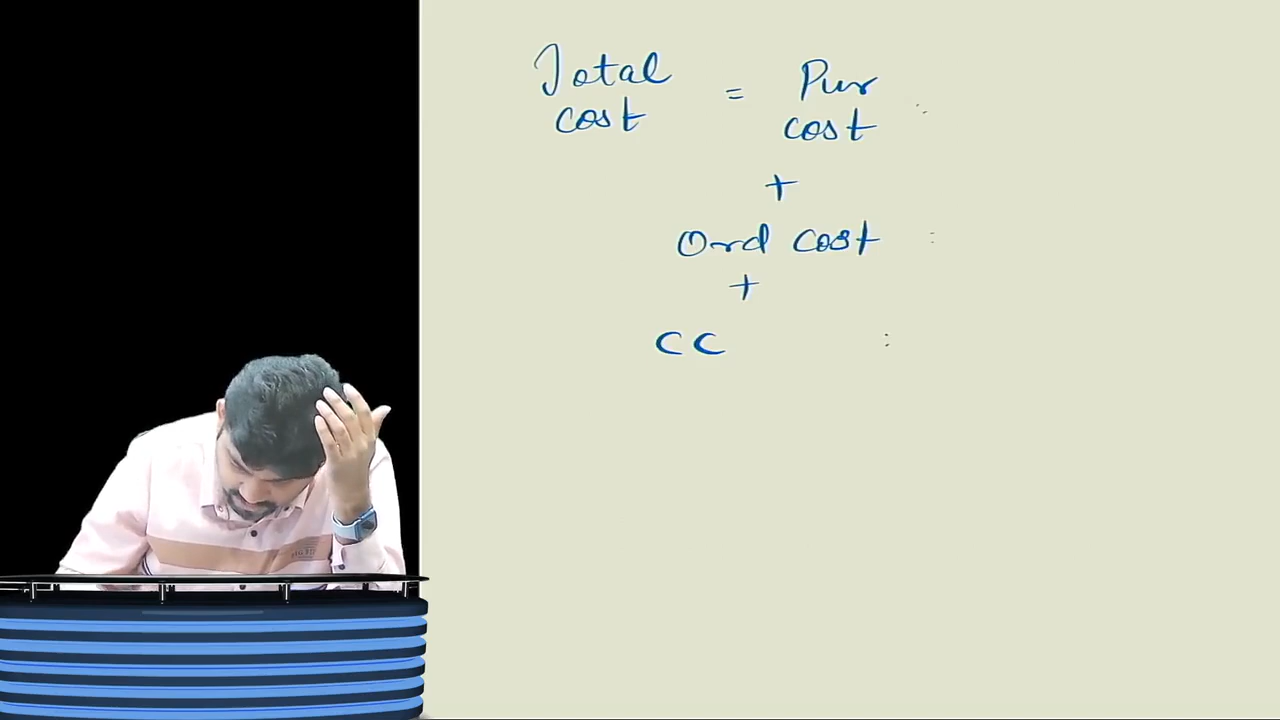 Total = Pur
cost cost
+
Ord cost :
+
CC :